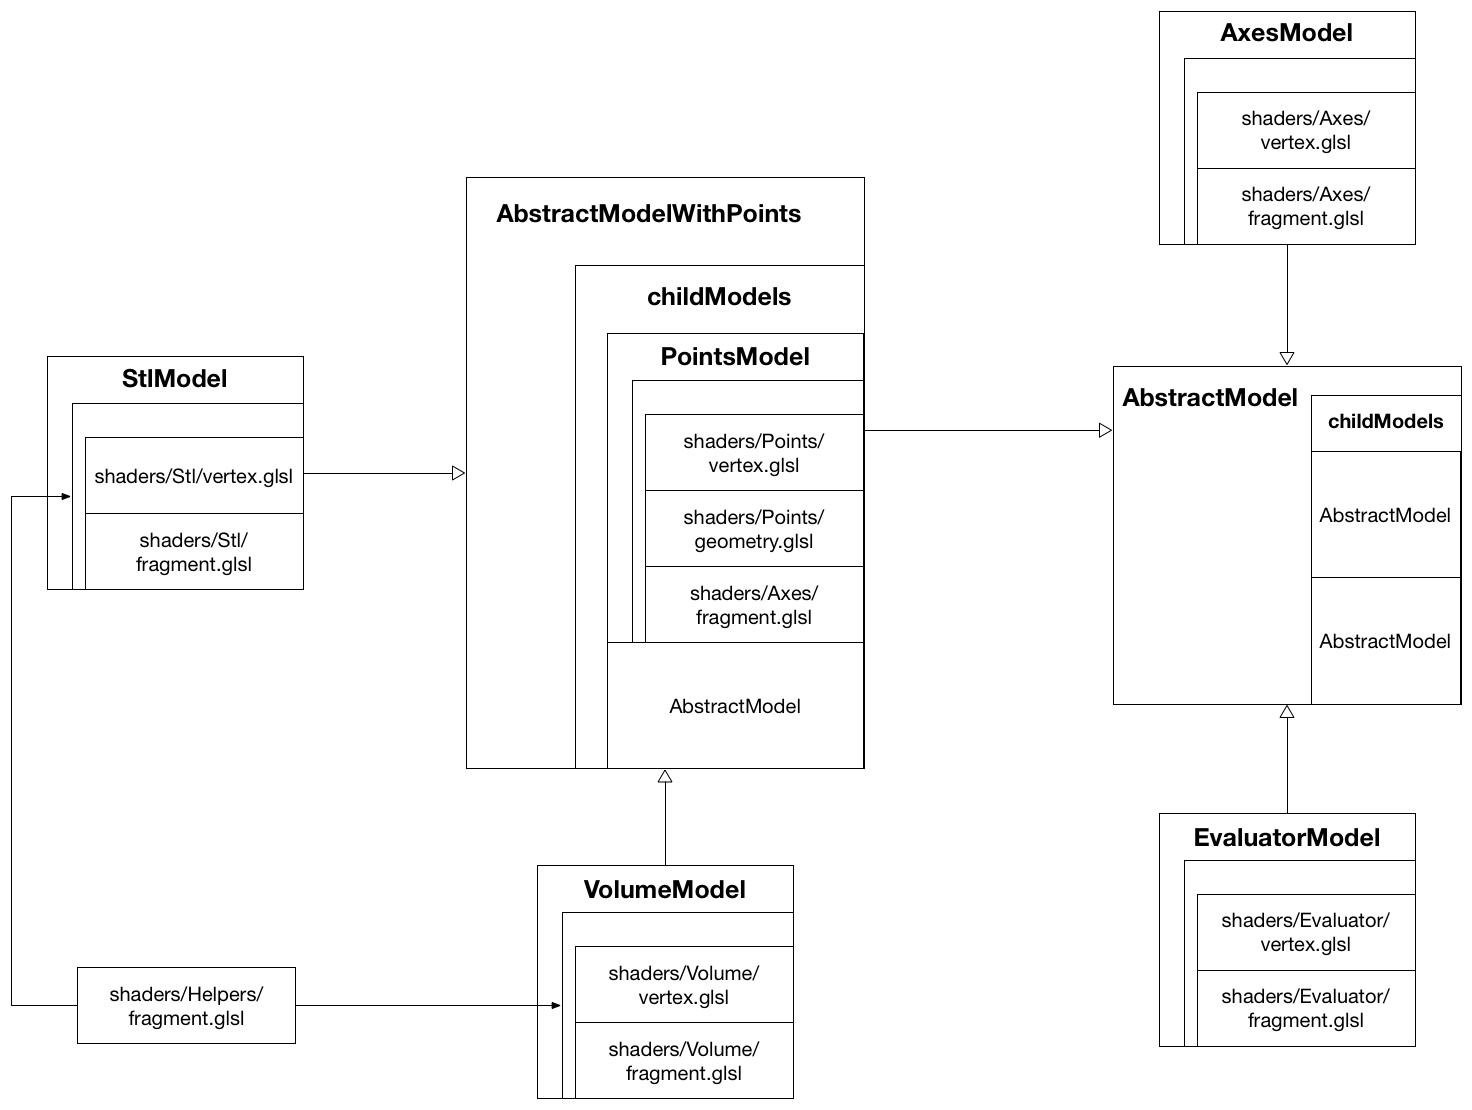 AxesModel
shaders/Axes/
vertex.glsl
shaders/Axes/
fragment.glsl
AbstractModelWithPoints
childModels
PointsModel
shaders/Points/
vertex.glsl
shaders/Points/
geometry.glsl
shaders/Axes/
fragment.glsl
AbstractModel
StlModel
shaders/Stl/vertex.glsl
shaders/Stl/
fragment.glsl
AbstractModel
childModels
AbstractModel
AbstractModel
VolumeModel
shaders/Volume/
vertex.glsl
shaders/Volume/
fragment.glsl
shaders/Helpers/
fragment.glsl
EvaluatorModel
shaders/Evaluator/
vertex.glsl
shaders/Evaluator/
fragment.glsl